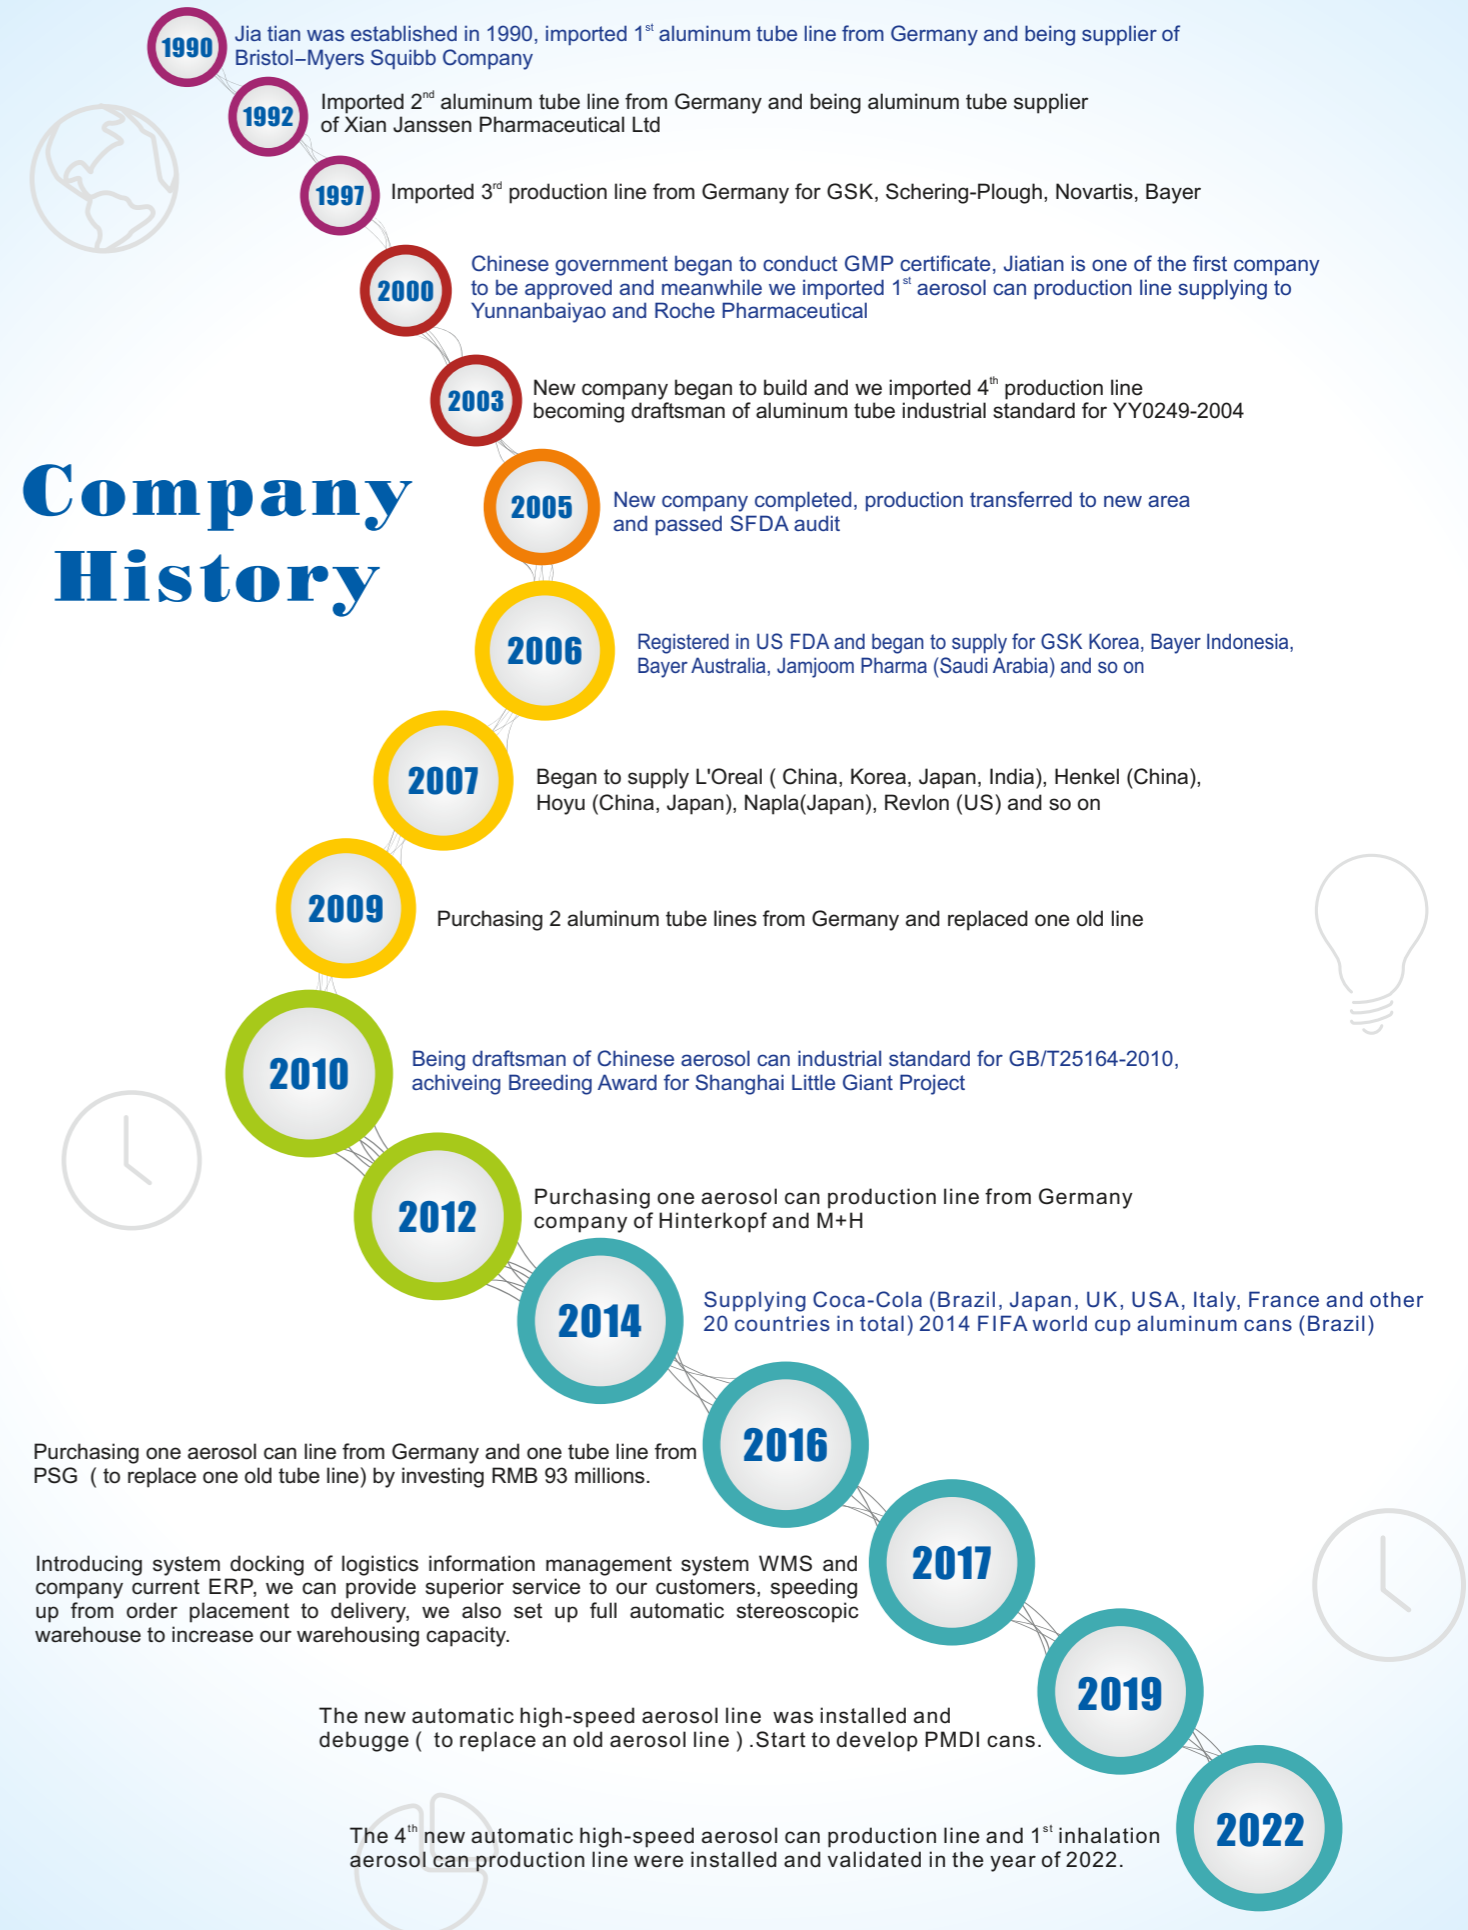 1990
Jia tian was established in 1990, imported 1st aluminum tube line from Germany and being supplier of
Bristol–Myers Squibb Company
1992
Imported 2nd aluminum tube line from Germany and being aluminum tube supplier
of Xian Janssen Pharmaceutical Ltd
1997
Imported 3rd production line from Germany for GSK, Schering-Plough, Novartis, Bayer
2000
Chinese government began to conduct GMP certificate, Jiatian is one of the first company
to be approved and meanwhile we imported 1st aerosol can production line supplying to
Yunnanbaiyao and Roche Pharmaceutical
2003
New company began to build and we imported 4th production line
becoming draftsman of aluminum tube industrial standard for YY0249-2004
Company
History
2005
New company completed, production transferred to new area
and passed SFDA audit
2006
Registered in US FDA and began to supply for GSK Korea, Bayer Indonesia,
Bayer Australia, Jamjoom Pharma (Saudi Arabia) and so on
2007
Began to supply L'Oreal ( China, Korea, Japan, India), Henkel (China),
Hoyu (China, Japan), Napla(Japan), Revlon (US) and so on
2009
Purchasing 2 aluminum tube lines from Germany and replaced one old line
2010
Being draftsman of Chinese aerosol can industrial standard for GB/T25164-2010,
achiveing Breeding Award for Shanghai Little Giant Project
2012
Purchasing one aerosol can production line from Germany
company of Hinterkopf and M+H
2014
Supplying Coca-Cola (Brazil, Japan, UK, USA, Italy, France and other
20 countries in total) 2014 FIFA world cup aluminum cans (Brazil)
2016
Purchasing one aerosol can line from Germany and one tube line from
PSG ( to replace one old tube line) by investing RMB 93 millions.
2017
Introducing system docking of logistics information management system WMS and
company current ERP, we can provide superior service to our customers, speeding
up from order placement to delivery, we also set up full automatic stereoscopic
warehouse to increase our warehousing capacity.
2019
The new automatic high-speed aerosol line was installed and
debugge ( to replace an old aerosol line ) .Start to develop PMDI cans.
2022
The 4th new automatic high-speed aerosol can production line and 1st inhalation
aerosol can production line were installed and validated in the year of 2022.